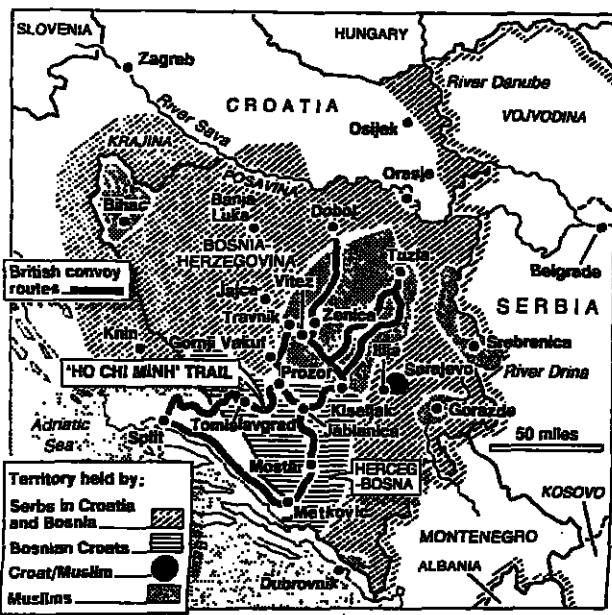 SLOVENIA
HUNGARY
Zagreb
River Danube
CROATIA
VOJVODINA
River Sava
Osijek
KRAJINA
Orasje
POSAVINA
Bihac
Banja
Luka
Doboj
BOSNIA-
HERZEGOVINA
Tuzla
Belgrade
British convoy
routes
Vitez
Jajce
Zenica
SERBIA
Travnik
Knin
Gornji Vakuf
Srebrenica
'HO CHI MINH' TRAIL
Prozor
Sarajevo
River Drina
Adriatic
Sea
Kiseljak
Gorazde
Split
Tomislavgrad
Jablanica
50 miles
Mostar
HERCEG
-BOSNA
Territory held by:
Serbs in Croatia
and Bosnia
KOSOVO
Metkovic
Bosnian Croats
MONTENEGRO
Croat/Muslim
ALBANIA
Dubrovnik
Muslims